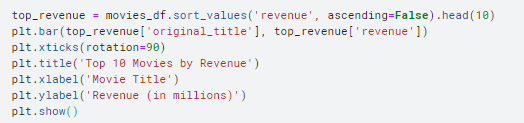 top_revenue = movies_df.sort_values('revenue', ascending=False).head(10)
plt.bar(top_revenue['original_title'], top_revenue['revenue'])
plt.xticks(rotation=90)
plt.title('Top 10 Movies by Revenue')
plt.xlabel('Movie Title')
plt.ylabel('Revenue (in millions)')
plt.show()